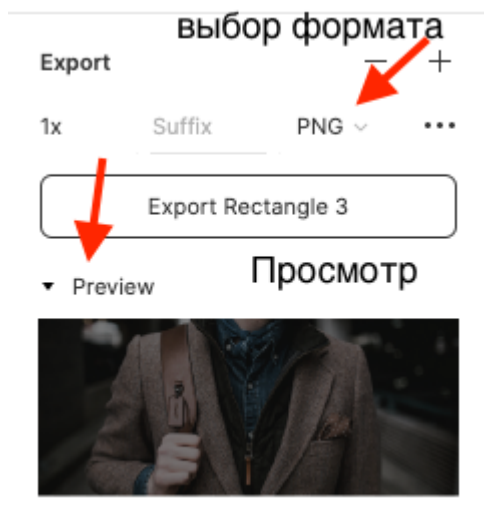 выбор формата
Export
1x Suffix PNG
Export Rectangle 3
Просмотр
Preview